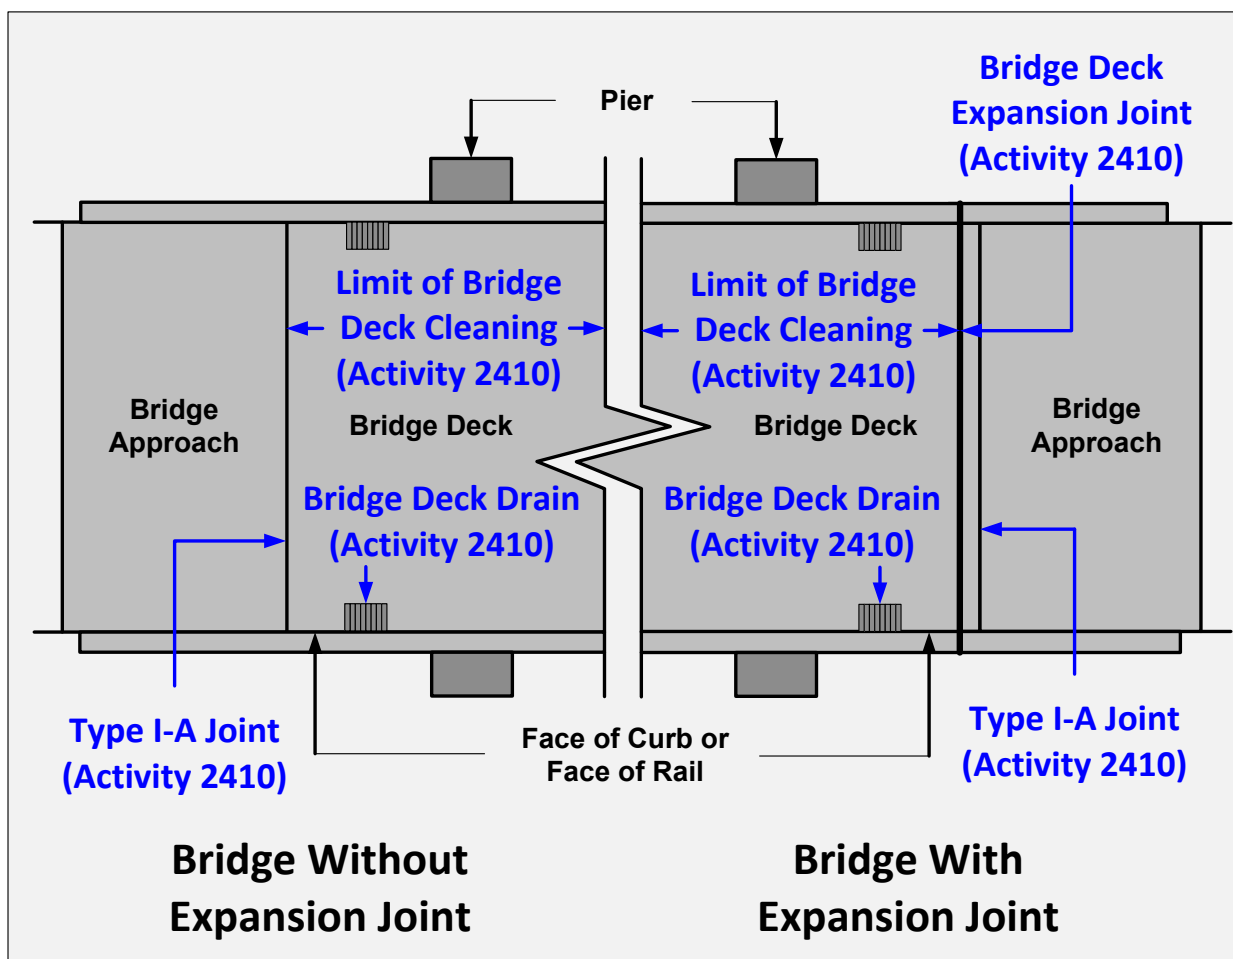 Bridge Deck
Expansion Joint
(Activity 2410)
Pier
Limit of Bridge
Deck Cleaning
(Activity 2410)
Limit of Bridge
Deck Cleaning
(Activity 2410)
Bridge
Approach
Bridge Deck
Bridge Deck
Bridge
Approach
Bridge Deck Drain
(Activity 2410)
Bridge Deck Drain
(Activity 2410)
Type I-A Joint
(Activity 2410)
Face of Curb or
Face of Rail
Type I-A Joint
(Activity 2410)
Bridge Without
Expansion Joint
Bridge With
Expansion Joint